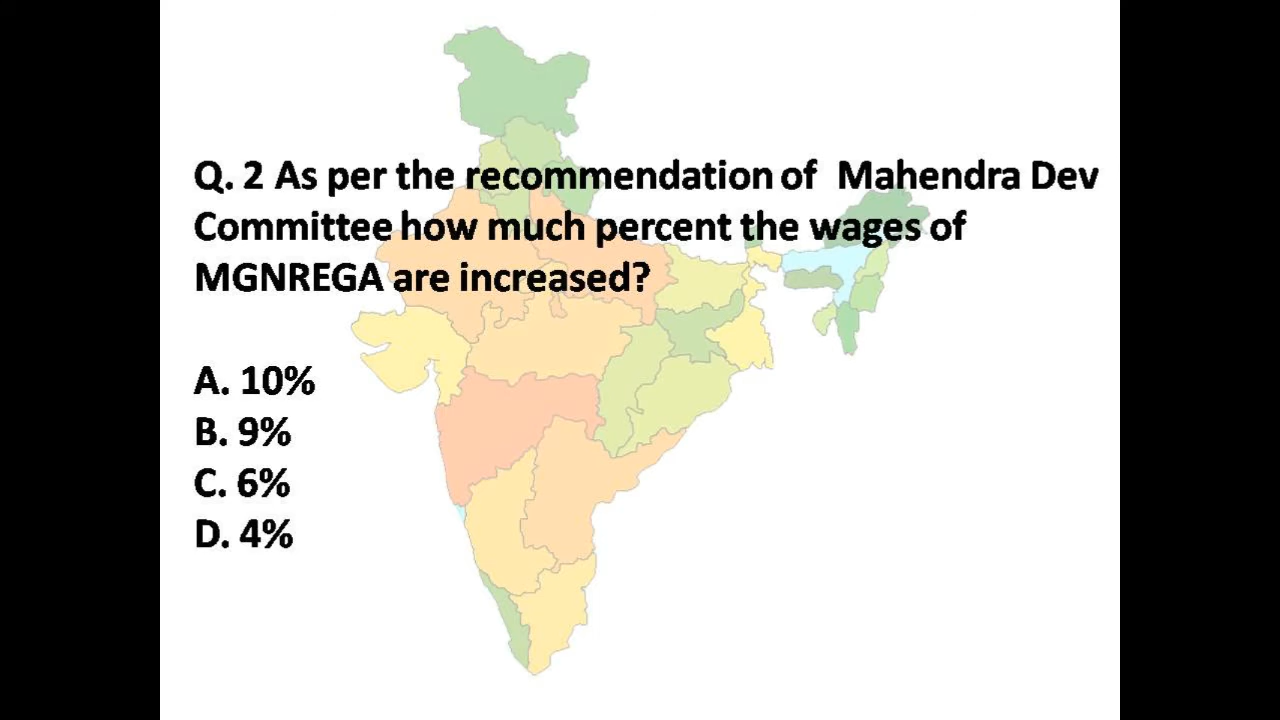 Q. 2 As per the recommendation of Mahendra Dev
Committee how much percent the wages of
MGNREGA are increased?
A. 10%
B. 9%
C. 6%
D. 4%